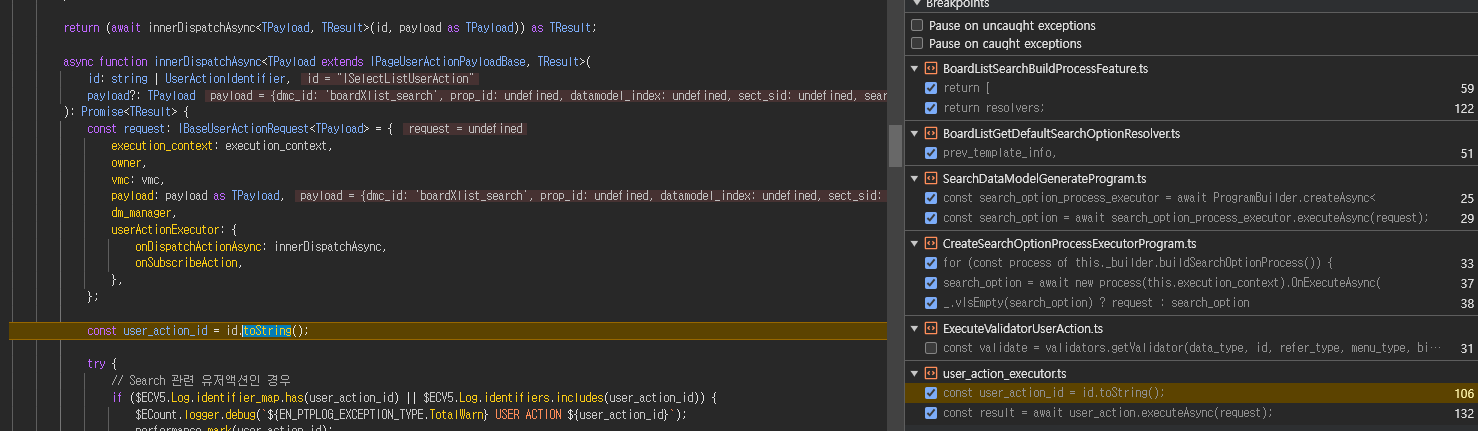 return (await innerDispatchAsync<TPayload, TResult>(id, payload as TPayload)) as TResult;
async function innerDispatchAsync<TPayload extends IPageUserActionPayloadBase, TResult>(
id: string | UserActionIdentifier, id = "ISelectListUserAction"
payload?: TPayload payload = {dmc_id: `boardXlist_search`, prop_id: undefined, datamodel_index: undefined, sect_sid: undefined, sear
): Promise<TResult> {
const request: IBaseUserActionRequest<TPayload> = { request = undefined
execution_context: execution_context,
owner,
vmc: vmc,
payload: payload as TPayload, payload = {dmc_id: `boardXlist_search`, prop_id: undefined, datamodel_index: undefined, sect_sid:
dm_manager,
userActionExecutor: {
onDispatchActionAsync: innerDispatchAsync,
onSubscribeAction,
},
};
const user_action_id = id.toString();
try {
// Search 관련 유저액션인 경우
if ($ECV5.Log.identifier_map.has(user_action_id) || $ECV5.Log.identifiers.includes(user_action_id)) {
$ECount.logger.debug(`${EN_PTPLOG_EXCEPTION_TYPE.TotalWarn} USER ACTION ${user_action_id}`);
performance.mark(user_action_id);
Breakpoints
Pause on uncaught exceptions
Pause on caught exceptions
BoardListSearchBuildProcessFeature.ts
return [ 59
return resolvers; 122
BoardListGetDefaultSearchOptionResolver.ts
prev_template_info, 51
SearchDataModelGenerateProgram.ts
const search_option_process_executor = await ProgramBuilder.createAsync< 25
const search_option = await search_option_process_executor.executeAsync(request); 29
CreateSearchOptionProcessExecutorProgram.ts
for (const process of this._builder.buildSearchOptionProcess()) { 33
search_option = await new process(this.execution_context).OnExecuteAsync( 37
_.vIsEmpty(search_option) ? request : search_option 38
ExecuteValidatorUserAction.ts
const validate = validators.getValidator(data_type, id, refer_type, menu_type, bi… 31
user_action_executor.ts
const user_action_id = id.toString(); 106
const result = await user_action.executeAsync(request); 132